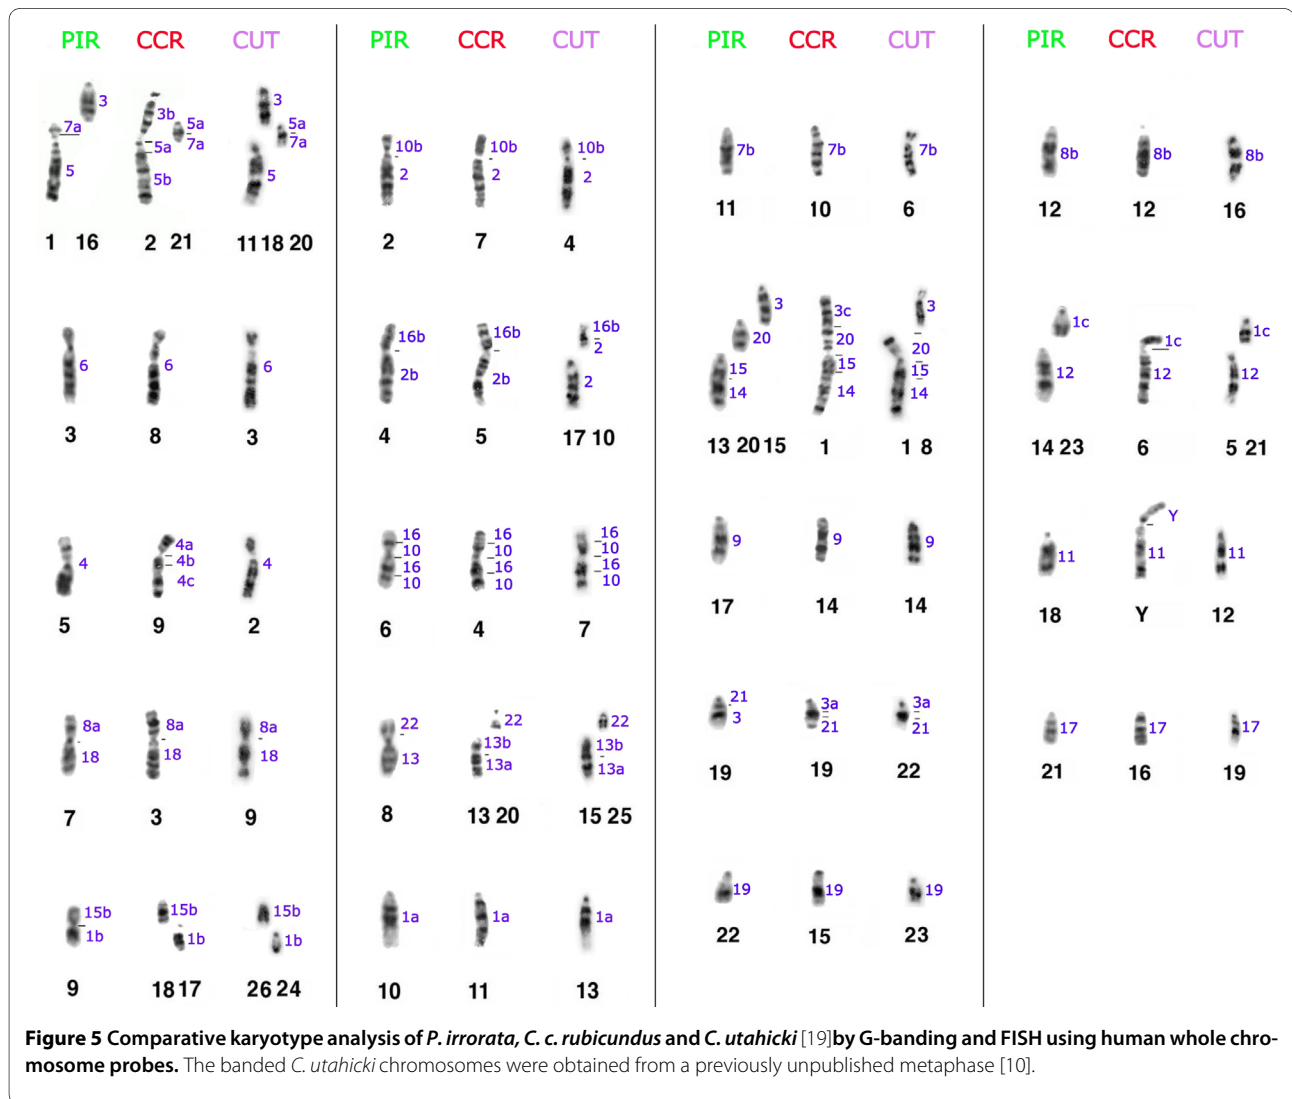 PIR CCR CUT
3
7a
5
3b
5a
5b
5a
7a
3
5a
7a
5
1 16 2 21 11 18 20
6 6 6
3 8 3
4
4a
4b
4c
4
5 9 2
8a
18
8a
18
8a
18
7 3 9
15b
1b
15b
1b
15b
1b
9 18 17 26 24
PIR CCR CUT
10b
2
10b
2
10b
2
2 7 4
16b
2b
16b
2b
16b
2
2
4 5 17 10
16
10
16
10
16
10
16
10
16
10
16
10
6 4 7
22
13
22
13b
13a
22
13b
13a
8 13 20 15 25
1a 1a 1a
10 11 13
PIR CCR CUT
7b 7b 7b
11 10 6
3
20
15
14
3c
20
15
14
3
20
15
14
13 20 15 1 1 8
9 9 9
17 14 14
21
3
3a
21
3a
21
19 19 22
19 19 19
22 15 23
PIR CCR CUT
8b 8b 8b
12 12 16
1c
12
1c
12
1c
12
14 23 6 5 21
11
Y
11
11
18 Y 12
17 17 17
21 16 19
Figure 5 Comparative karyotype analysis of P. irrorata, C. c. rubicundus and C. utahicki [19]by G-banding and FISH using human whole chro-
mosome probes. The banded C. utahicki chromosomes were obtained from a previously unpublished metaphase [10].